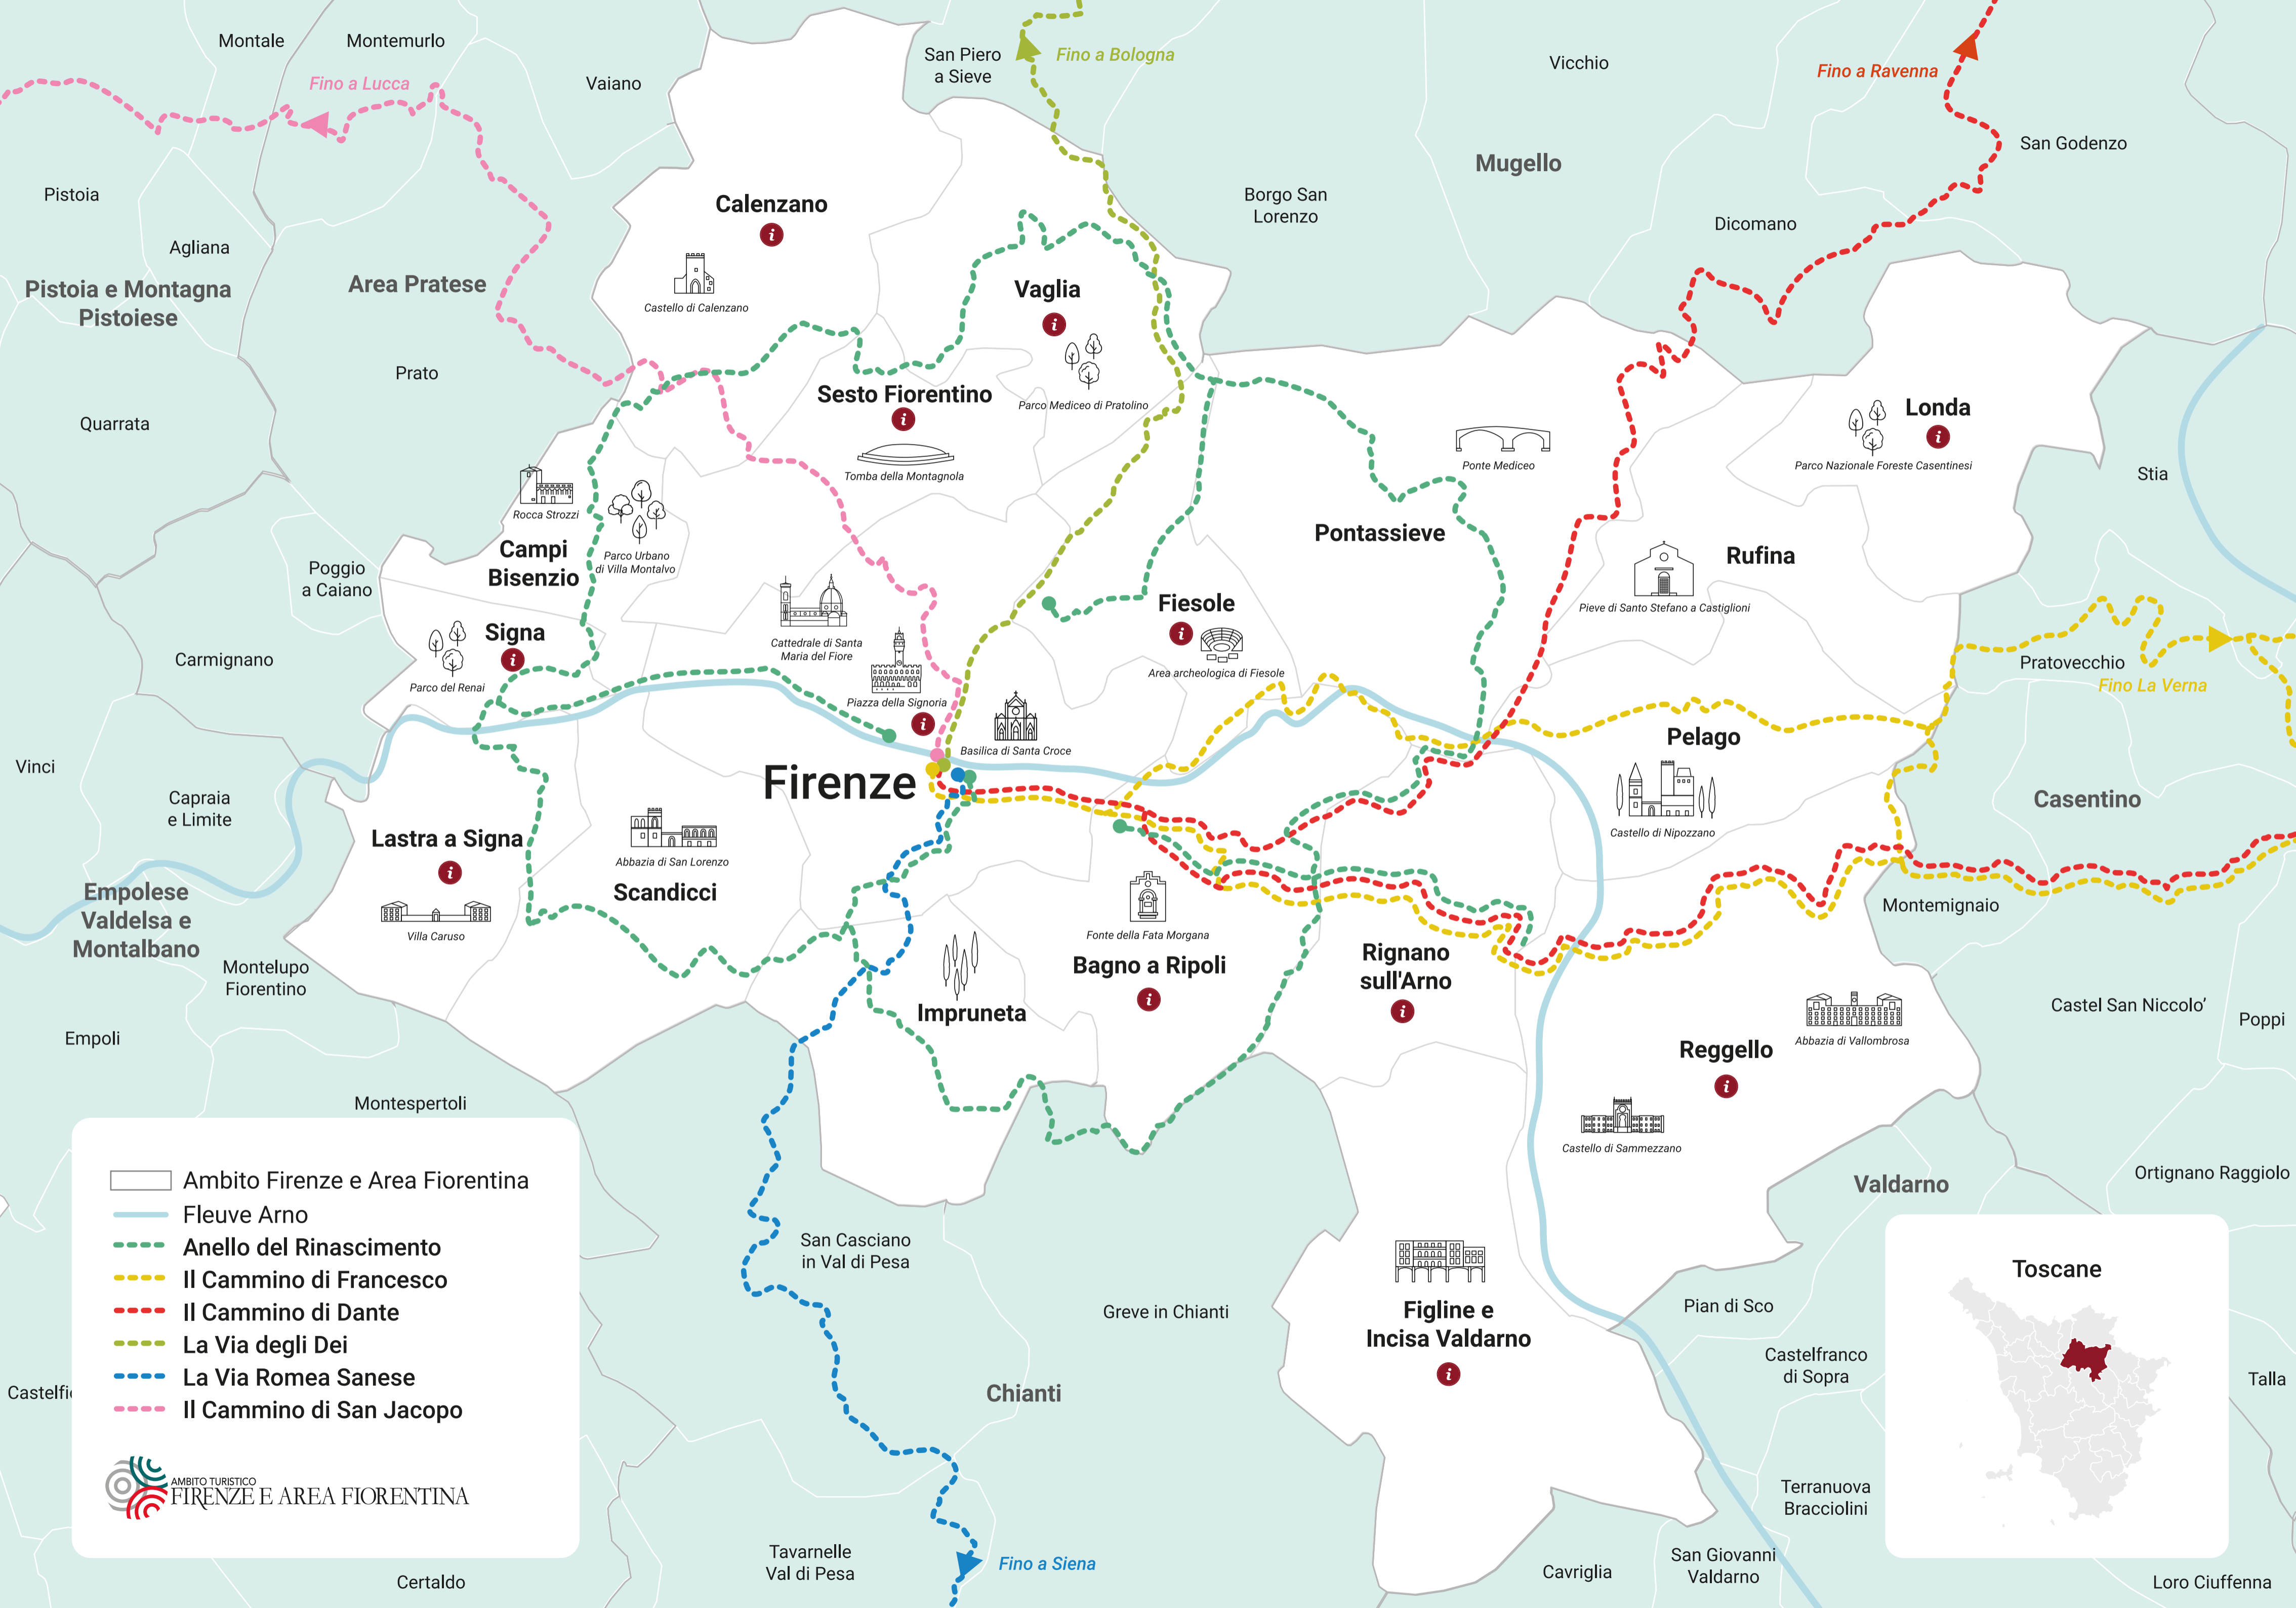 Montale
Montemurlo
Fino a Lucca
Vaiano
San Piero
a Sieve
Fino a Bologna
Vicchio
Fino a Ravenna
San Godenzo
Mugello
Pistoia
Agliana
Pistoia e Montagna
Pistoiese
Area Pratese
Prato
Quarrata
Calenzano
i
Castello di Calenzano
Borgo San
Lorenzo
Dicomano
Vaglia
i
Parco Mediceo di Pratolino
Sesto Fiorentino
i
Tomba della Montagnola
Ponte Mediceo
Londa
i
Parco Nazionale Foreste Casentinesi
Stia
Rocca Strozzi
Campi
Bisenzio
Parco Urbano
di Villa Montalvo
Pontassieve
Rufina
Pieve di Santo Stefano a Castiglioni
Poggio
a Caiano
Carmignano
Signa
i
Parco del Renai
Cattedrale di Santa
Maria del Fiore
Piazza della Signoria
i
Fiesole
i
Area archeologica di Fiesole
Basilica di Santa Croce
Firenze
Pratovecchio
Fino La Verna
Pelago
Castello di Nipozzano
Casentino
Vinci
Capraia
e Limite
Lastra a Signa
i
Villa Caruso
Abbazia di San Lorenzo
Scandicci
Empolese
Valdelsa e
Montalbano
Montelupo
Fiorentino
Empoli
Fonte della Fata Morgana
Bagno a Ripoli
i
Impruneta
Rignano
sull'Arno
i
Montemignaio
Castel San Niccolo’
Poppi
Abbazia di Vallombrosa
Reggello
i
Castello di Sammezzano
Montespertoli
Valdarno
Ortignano Raggiolo
San Casciano
in Val di Pesa
Greve in Chianti
Chianti
Figline e
Incisa Valdarno
i
Pian di Sco
Castelfranco
di Sopra
Talla
Terranuova
Bracciolini
Tavarnelle
Val di Pesa
Fino a Siena
Cavriglia
San Giovanni
Valdarno
Loro Ciuffenna
Certaldo
Castelfi
Ambito Firenze e Area Fiorentina
Fleuve Arno
Anello del Rinascimento
Il Cammino di Francesco
Il Cammino di Dante
La Via degli Dei
La Via Romea Sanese
Il Cammino di San Jacopo
AMBITO TURISTICO
FIRENZE E AREA FIORENTINA
Toscane